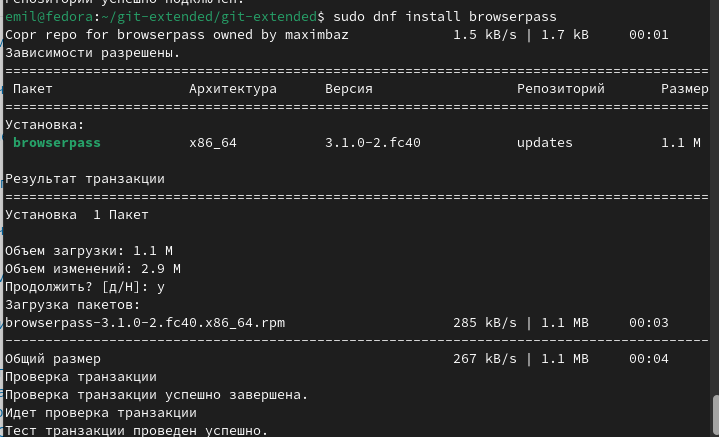 Репозиторий успешно подключен.
emil@fedora:~/git-extended/git-extended$ sudo dnf install browserpass
Copr repo for browserpass owned by maximbaz 1.5 kB/s | 1.7 kB 00:01
Зависимости разрешены.
================================================================================
Пакет Архитектура Версия Репозиторий Размер
================================================================================
Установка:
browserpass x86_64 3.1.0-2.fc40 updates 1.1 M
Результат транзакции
================================================================================
Установка 1 Пакет
Объем загрузки: 1.1 M
Объем изменений: 2.9 M
Продолжить? [д/Н]: y
Загрузка пакетов:
browserpass-3.1.0-2.fc40.x86_64.rpm 285 kB/s | 1.1 MB 00:03
--------------------------------------------------------------------------------
Общий размер 267 kB/s | 1.1 MB 00:04
Проверка транзакции
Проверка транзакции успешно завершена.
Идет проверка транзакции
Тест транзакции проведен успешно.